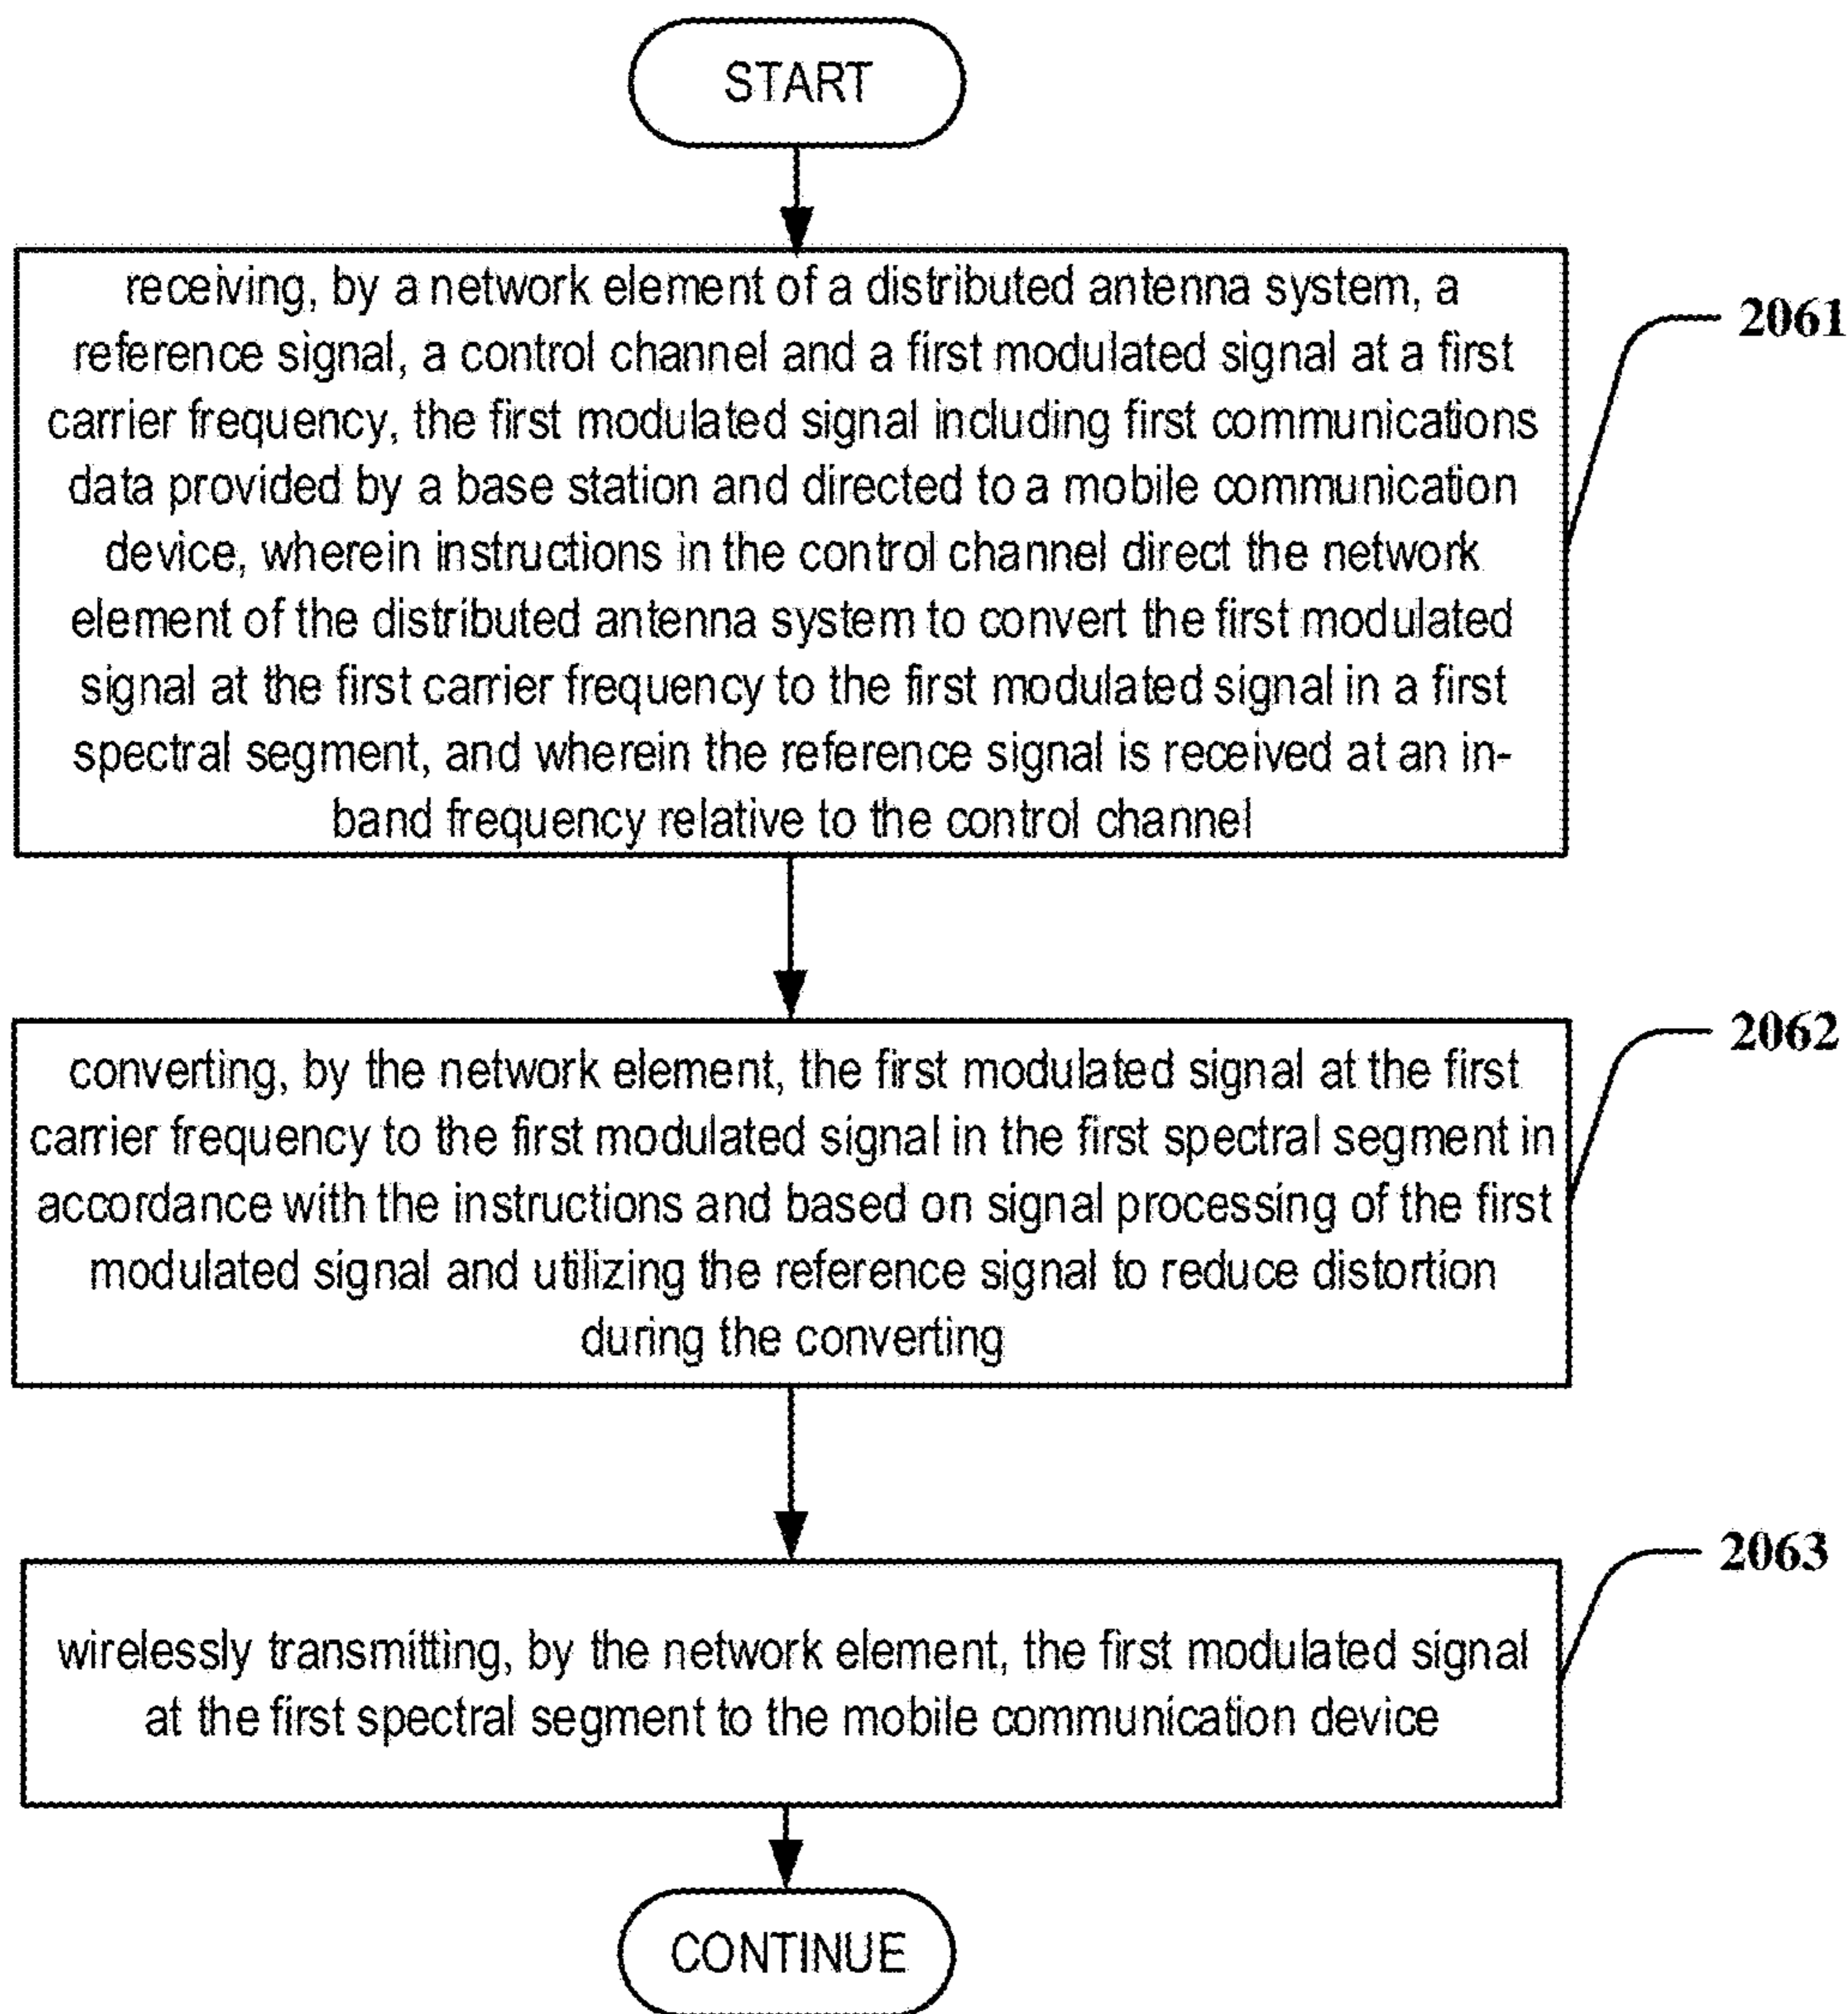 START
receiving, by a network element of a distributed antenna system, a
reference signal, a control channel and a first modulated signal at a first
carrier frequency, the first modulated signal including first communications
data provided by a base station and directed to a mobile communication
device, wherein instructions in the control channel direct the network
element of the distributed antenna system to convert the first modulated
signal at the first carrier frequency to the first modulated signal in a first
spectral segment, and wherein the reference signal is received at an in-
band frequency relative to the control channel
2061
converting, by the network element, the first modulated signal at the first
carrier frequency to the first modulated signal in the first spectral segment in
accordance with the instructions and based on signal processing of the first
modulated signal and utilizing the reference signal to reduce distortion
during the converting
2062
wirelessly transmitting, by the network element, the first modulated signal
at the first spectral segment to the mobile communication device
2063
CONTINUE